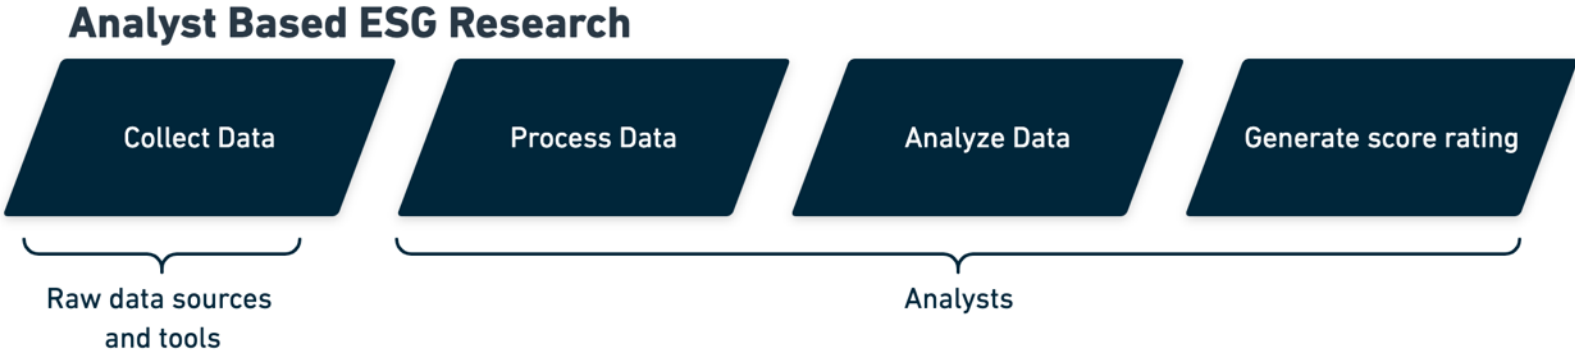 Analyst Based ESG Research
Collect Data
Process Data
Analyze Data
Generate score rating
Raw data sources
and tools
Analysts